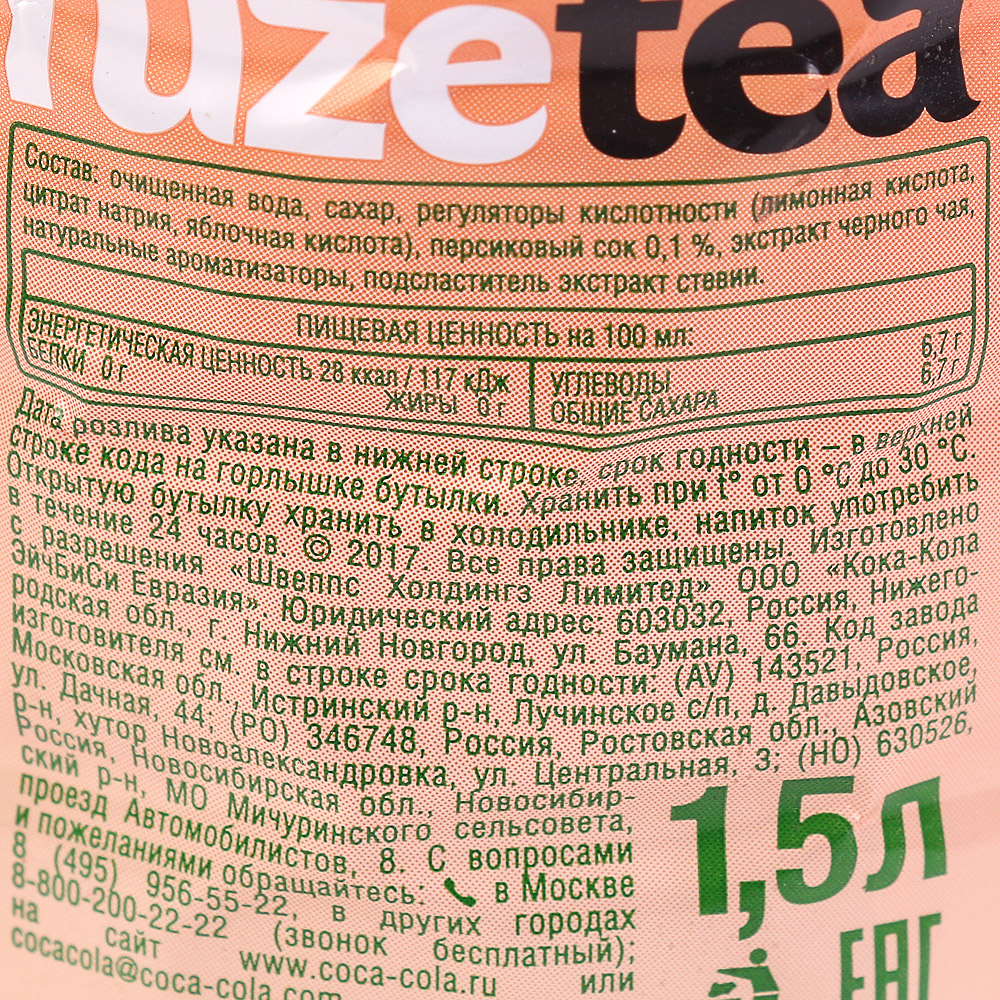 fuzetea
Состав: очищенная вода, сахар, регуляторы кислотности (лимонная кислота,
цитрат натрия, яблочная кислота), персиковый сок 0,1 %, экстракт черного чая,
натуральные ароматизаторы, подсластитель экстракт стевии.
ПИЩЕВАЯ ЦЕННОСТЬ на 100 мл:
ЭНЕРГЕТИЧЕСКАЯ ЦЕННОСТЬ 28 ккал/117 кДж УГЛЕВОДЫ 6,7 г
БЕЛКИ 0 г ЖИРЫ 0 г ОБЩИЕ САХАРА 6,7 г
Дата розлива указана в нижней строке, срок годности – в верхней
строке кода на горлышке бутылки. Хранить при t° от 0 °С до 30 °С.
Открытую бутылку хранить в холодильнике, напиток употребить
в течение 24 часов. © 2017. Все права защищены. Изготовлено
с разрешения «Швеппс Холдингз Лимитед» ООО «Кока-Кола
ЭйчБиСи Евразия». Юридический адрес: 603032, Россия, Нижего-
родская обл., г. Нижний Новгород, ул. Баумана, 66. Код завода
изготовителя см. в строке срока годности: (AV) 143521, Россия,
Московская обл., Истринский р-н, Лучинское с/п, д. Давыдовское,
ул. Дачная, 44; (PO) 346748, Россия, Ростовская обл., Азовский
р-н, хутор Новоалександровка, ул. Центральная, 3; (НО) 630526,
Россия, Новосибирская обл., Новосибир-
ский р-н, МО Мичуринского сельсовета,
проезд Автомобилистов, 8. С вопросами
и пожеланиями обращайтесь: в Москве
8 (495) 956-55-22, в других городах
8-800-200-22-22 (звонок бесплатный);
на сайт www.coca-cola.ru или
cocacola@coca-cola.com
1,5л
EAC